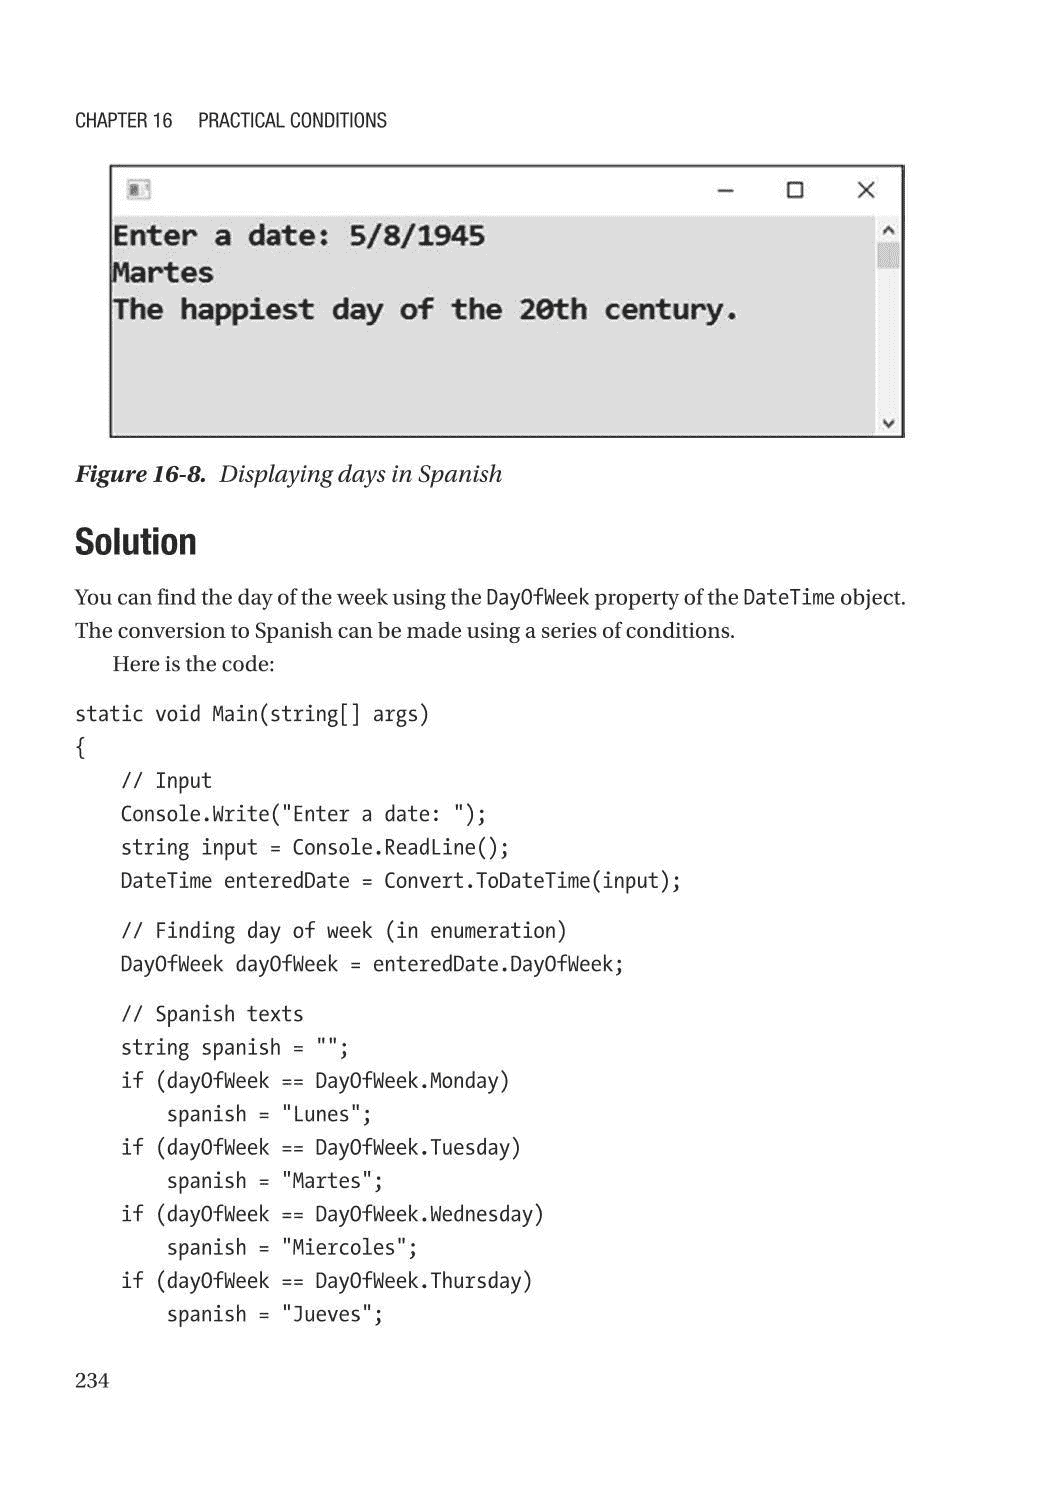 CHAPTER 16 PRACTICAL CONDITIONS
Enter a date: 5/8/1945
Martes
The happiest day of the 20th century.
Figure 16-8. Displaying days in Spanish
Solution
You can find the day of the week using the DayOfWeek property of the DateTime object.
The conversion to Spanish can be made using a series of conditions.
Here is the code:
static void Main(string[] args)
{
    // Input
    Console.Write("Enter a date: ");
    string input = Console.ReadLine();
    DateTime enteredDate = Convert.ToDateTime(input);
    // Finding day of week (in enumeration)
    DayOfWeek dayOfWeek = enteredDate.DayOfWeek;
    // Spanish texts
    string spanish = "";
    if (dayOfWeek == DayOfWeek.Monday)
        spanish = "Lunes";
    if (dayOfWeek == DayOfWeek.Tuesday)
        spanish = "Martes";
    if (dayOfWeek == DayOfWeek.Wednesday)
        spanish = "Miercoles";
    if (dayOfWeek == DayOfWeek.Thursday)
        spanish = "Jueves";
234